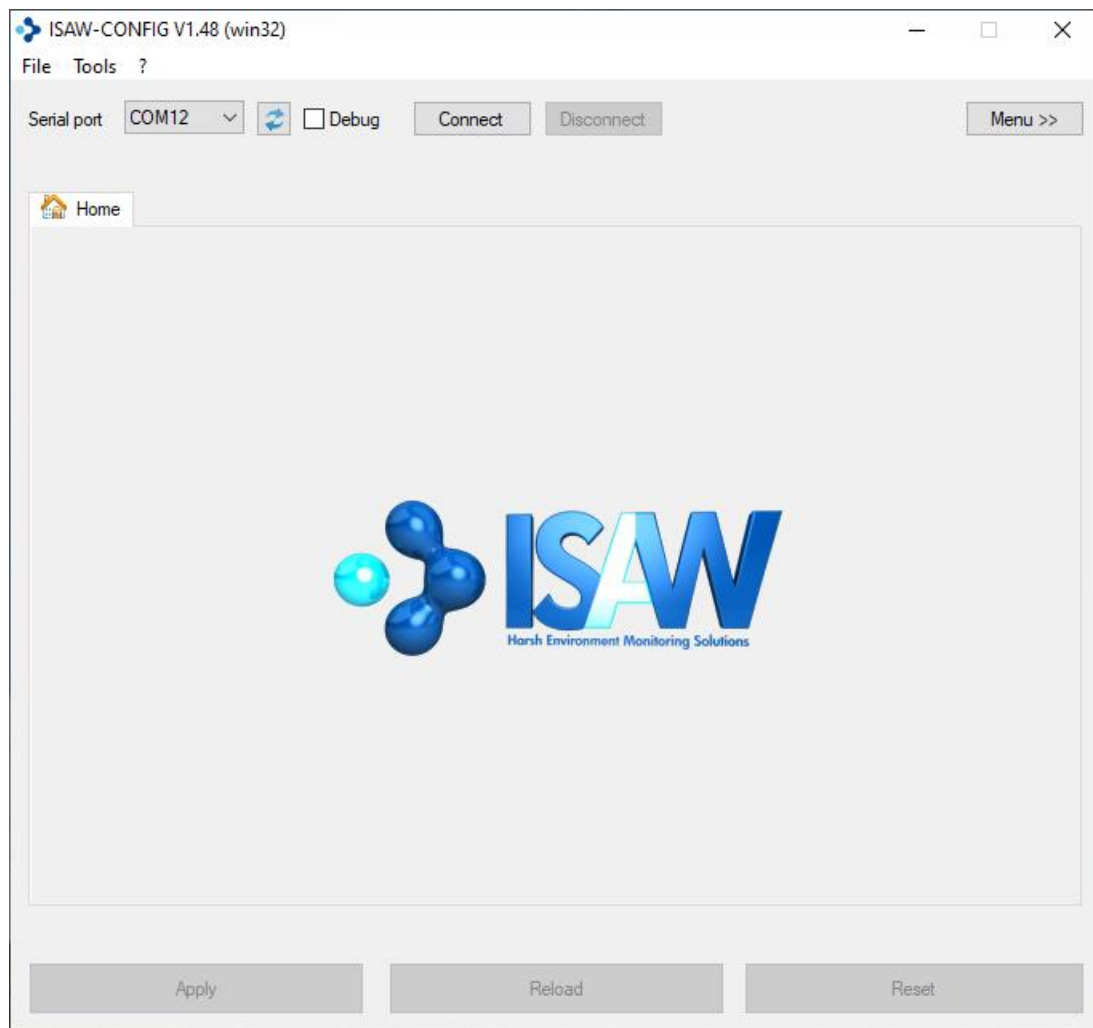 ISAW-CONFIG V1.48 (win32)
File Tools ?
Serial port COM12 Debug Connect Disconnect Menu >>
Home
ISAW
Harsh Environment Monitoring Solutions
Apply Reload Reset